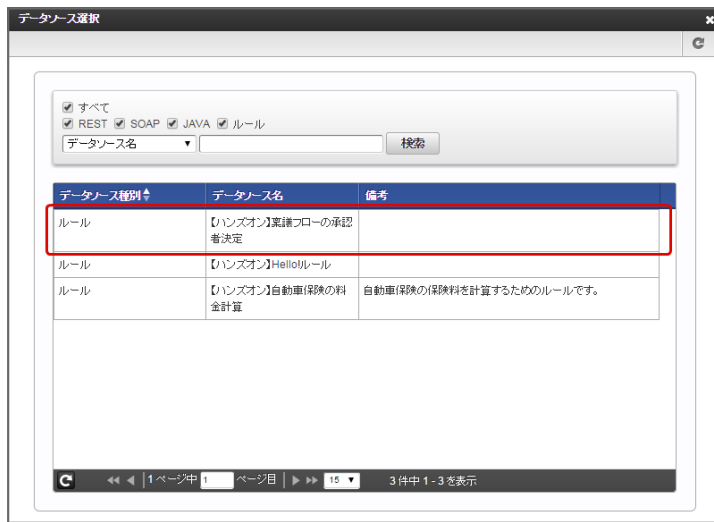 データソース選択
すべて
REST SOAP JAVA ルール
データソース名 検索
データソース種別 データソース名 備考
ルール 【ハンズオン】稟議フローの承認
者決定
ルール 【ハンズオン】Hello!ルール
ルール 【ハンズオン】自動車保険の料 自動車保険の保険料を計算するためのルールです。
金計算
1 ページ中 1 ページ目 15 3 件中 1 - 3 を表示